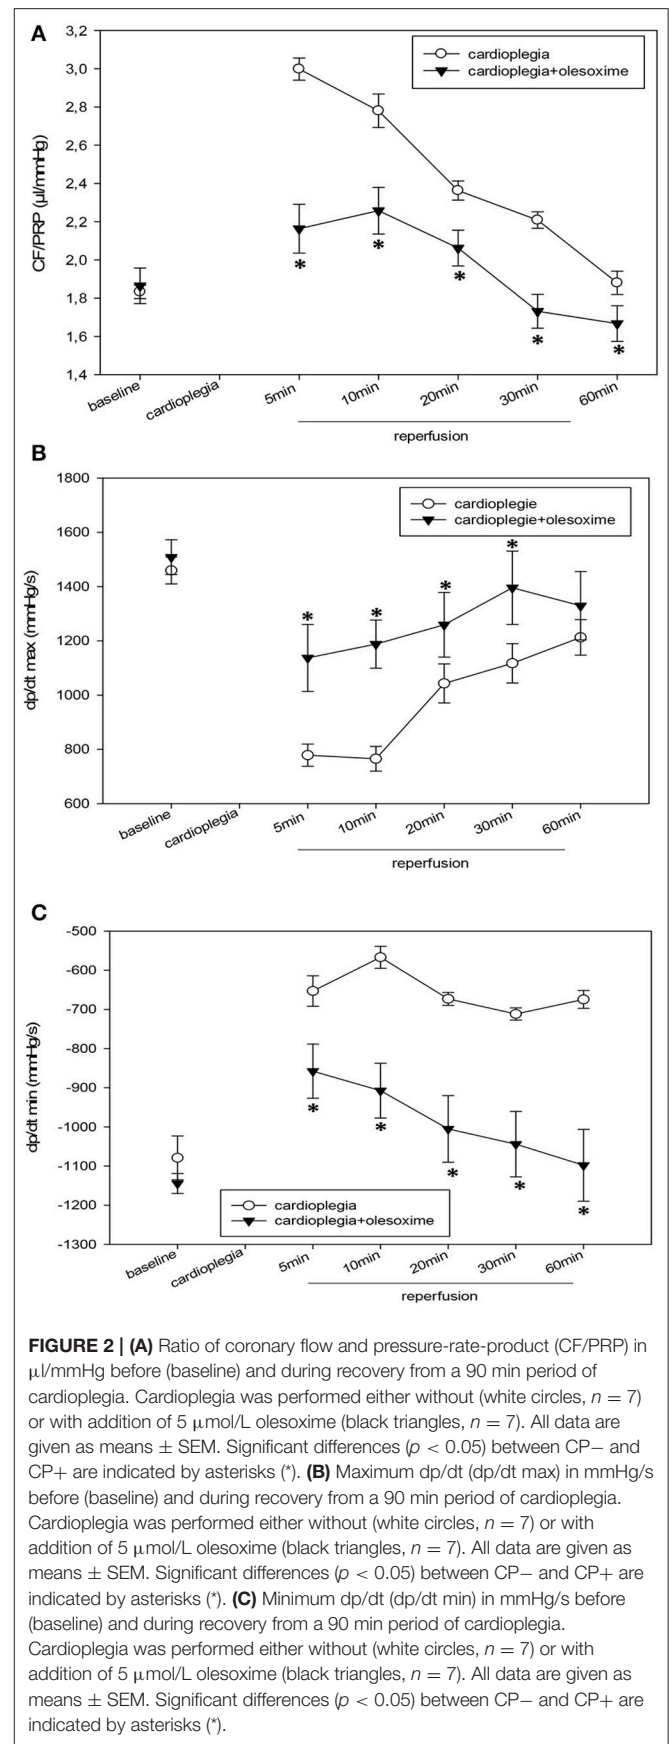 A
3,2
3,0
2,8
2,6
2,4
2,2
2,0
1,8
1,6
1,4
CF/PRP (µl/mmHg)
cardioplegia
cardioplegia+olesoxime
*
*
*
*
*
baseline
cardioplegia
5min
10min
20min
30min
60min
reperfusion
B
1800
1600
1400
1200
1000
800
600
dp/dt max (mmHg/s)
cardioplegie
cardioplegie+olesoxime
*
*
*
*
baseline
cardioplegia
5min
10min
20min
30min
60min
reperfusion
C
-500
-600
-700
-800
-900
-1000
-1100
-1200
-1300
dp/dt min (mmHg/s)
*
*
*
*
*
cardioplegia
cardioplegia+olesoxime
baseline
cardioplegia
5min
10min
20min
30min
60min
reperfusion
FIGURE 2 | (A) Ratio of coronary flow and pressure-rate-product (CF/PRP) in
µl/mmHg before (baseline) and during recovery from a 90 min period of
cardioplegia. Cardioplegia was performed either without (white circles, n = 7)
or with addition of 5 µmol/L olesoxime (black triangles, n = 7). All data are
given as means ± SEM. Significant differences (p < 0.05) between CP− and
CP+ are indicated by asterisks (*). (B) Maximum dp/dt (dp/dt max) in mmHg/s
before (baseline) and during recovery from a 90 min period of cardioplegia.
Cardioplegia was performed either without (white circles, n = 7) or with
addition of 5 µmol/L olesoxime (black triangles, n = 7). All data are given as
means ± SEM. Significant differences (p < 0.05) between CP− and CP+ are
indicated by asterisks (*). (C) Minimum dp/dt (dp/dt min) in mmHg/s before
(baseline) and during recovery from a 90 min period of cardioplegia.
Cardioplegia was performed either without (white circles, n = 7) or with
addition of 5 µmol/L olesoxime (black triangles, n = 7). All data are given as
means ± SEM. Significant differences (p < 0.05) between CP− and CP+ are
indicated by asterisks (*).